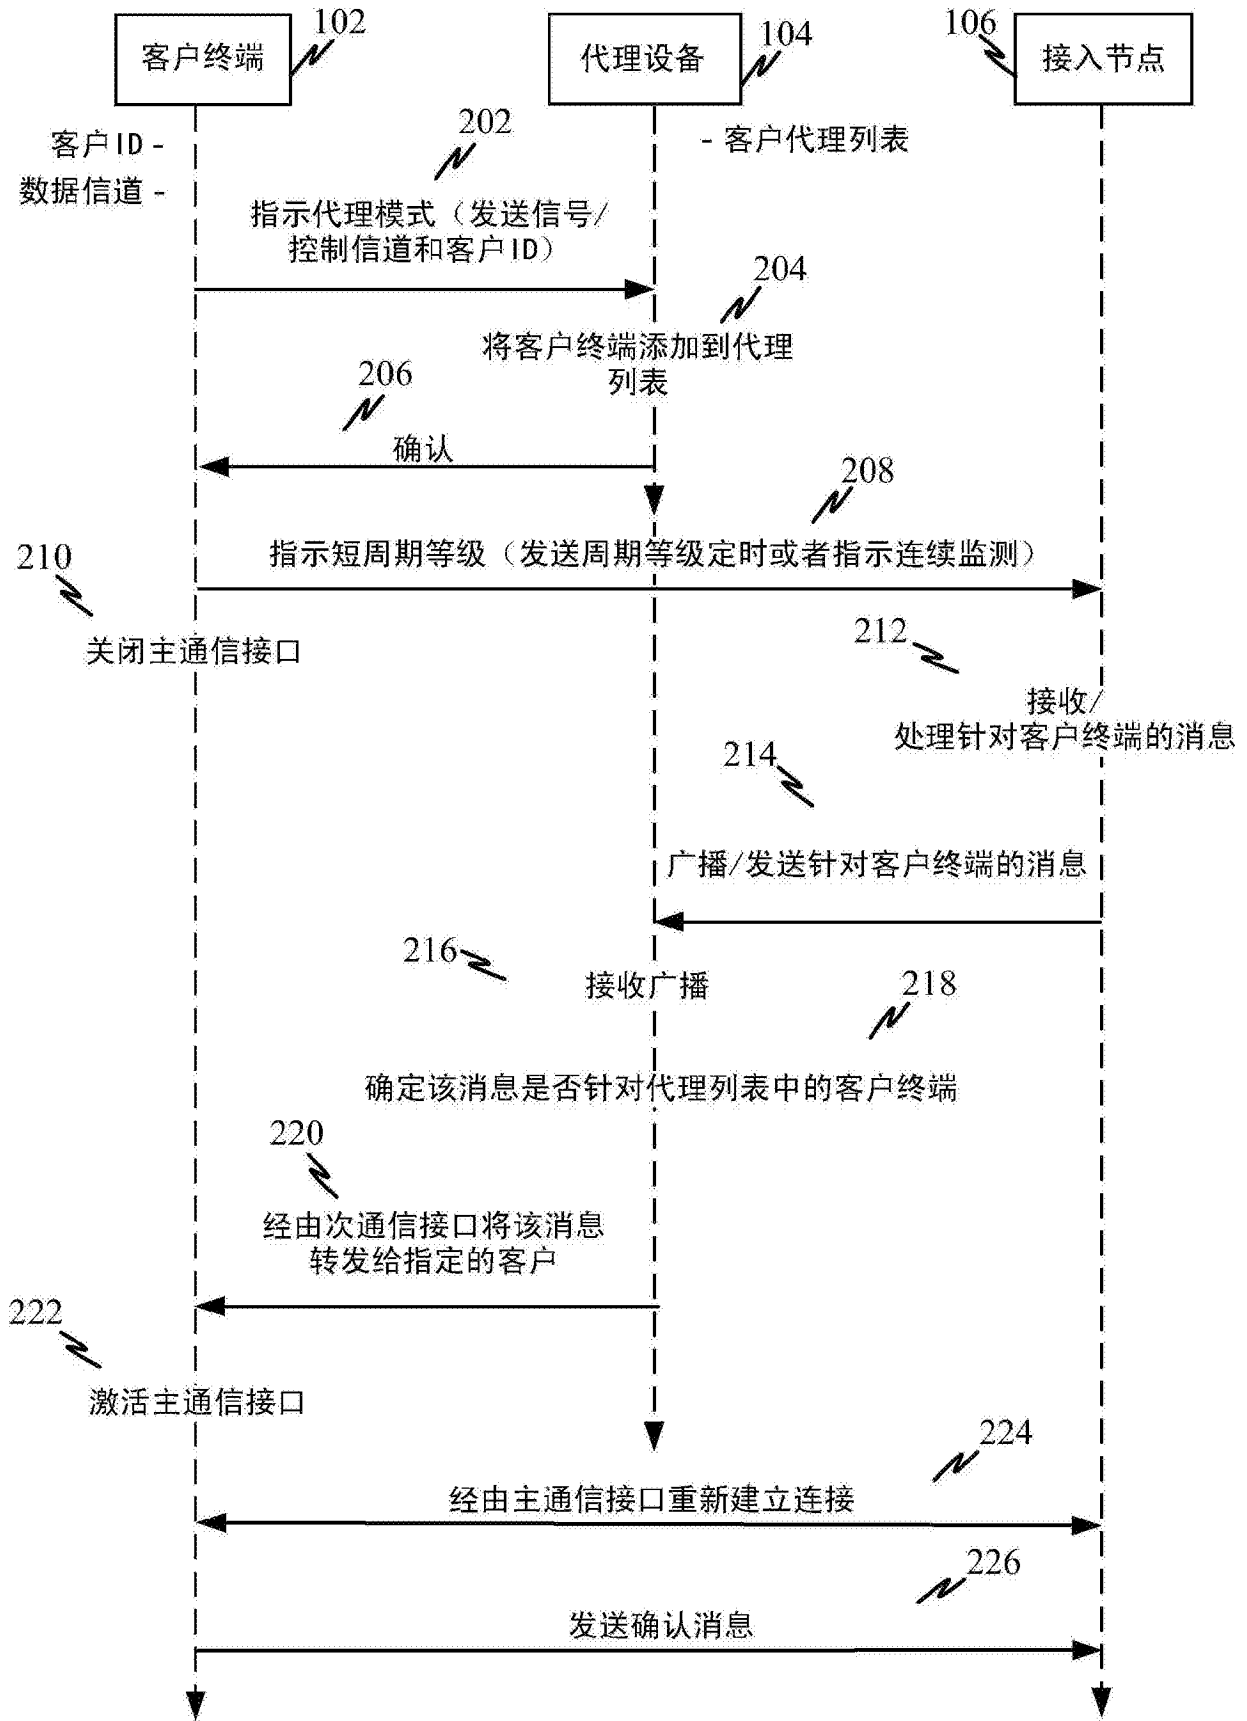 客户终端
102
代理设备
104
106
接入节点
客户ID -
数据信道 -
- 客户代理列表
202
指示代理模式（发送信号/
控制信道和客户ID）
204
将客户终端添加到代理
列表
206
确认
208
指示短周期等级（发送周期等级定时或者指示连续监测）
210
关闭主通信接口
212
接收/
处理针对客户终端的消息
214
广播/发送针对客户终端的消息
216
接收广播
218
确定该消息是否针对代理列表中的客户终端
220
经由次通信接口将该消息
转发给指定的客户
222
激活主通信接口
224
经由主通信接口重新建立连接
226
发送确认消息